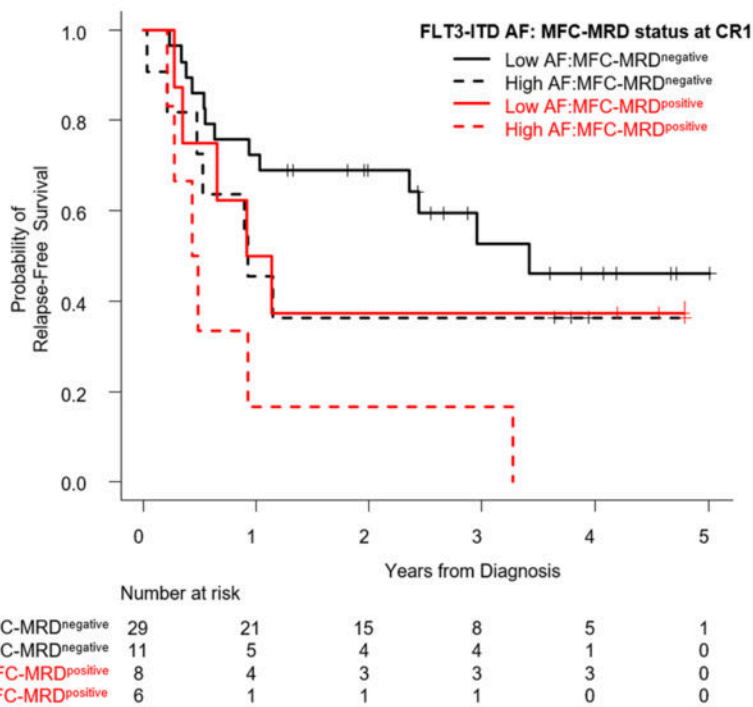 FLT3-ITD AF: MFC-MRD status at CR1
Low AF:MFC-MRDnegative
High AF:MFC-MRDnegative
Low AF:MFC-MRDpositive
High AF:MFC-MRDpositive
Probability of
Relapse-Free Survival
1.0
0.8
0.6
0.4
0.2
0.0
0 1 2 3 4 5
Years from Diagnosis
Number at risk
C-MRDnegative 29 21 15 8 5 1
C-MRDnegative 11 5 4 4 1 0
FC-MRDpositive 8 4 3 3 3 0
FC-MRDpositive 6 1 1 1 0 0